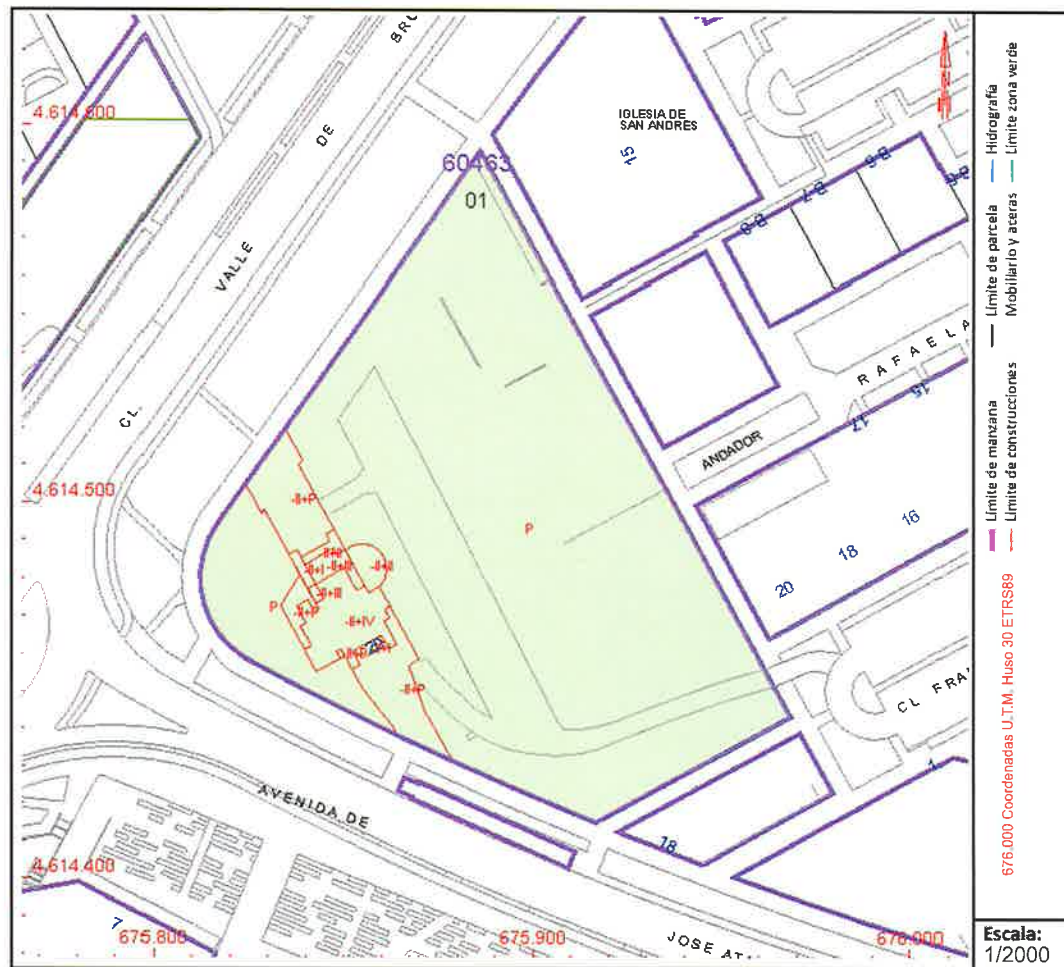 4.614.600
4.614.500
4.614.400
675.800
675.900
676.000
60463
01
IGLESIA DE
SAN ANDRES
15
CL.
VALLE
DE
BRO
B-8
B-7
B-6
RAFAELA
ANDADOR
17
15
16
18
20
CL FRA
1
18
7
AVENIDA DE
JOSE AT
P
P
-II+P
-II+I
-II+III
-II+II
-II+III
-II+P
-II+IV
-II+P
Límite de manzana
Límite de parcela
Hidrografía
Límite de construcciones
Mobiliario y aceras
Límite zona verde
676.000 Coordenadas U.T.M. Huso 30 ETRS89
Escala:
1/2000